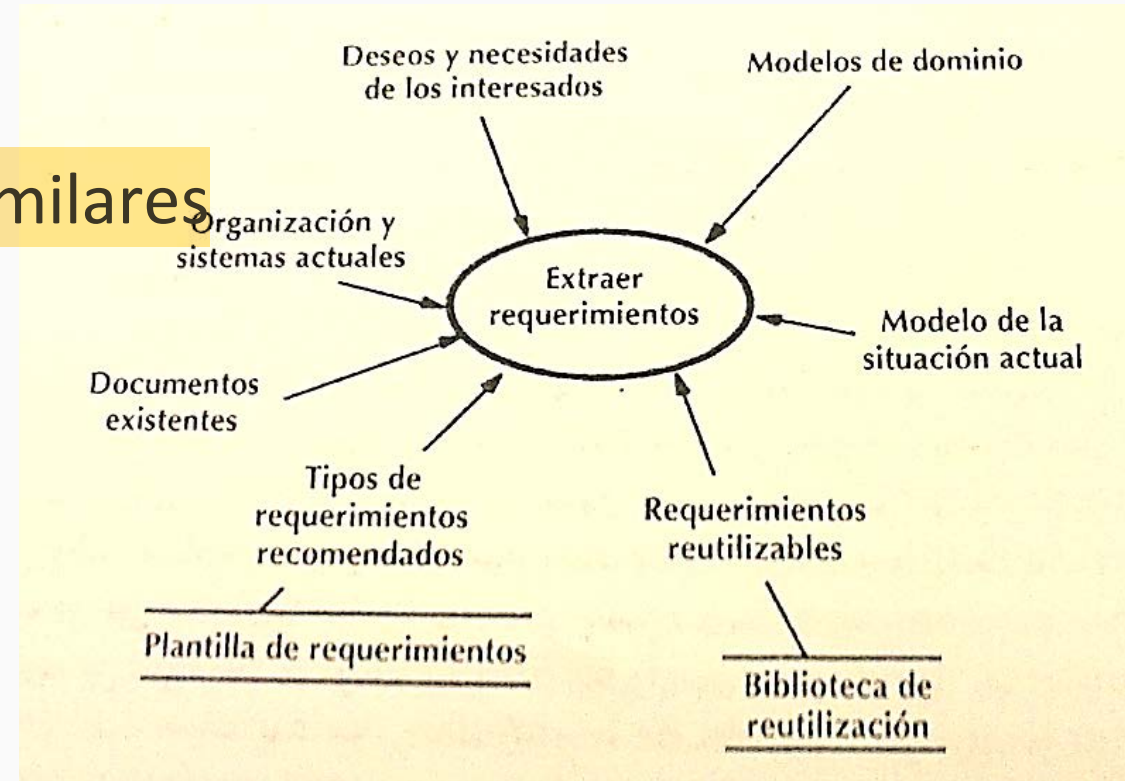 Deseos y necesidades
de los interesados
Modelos de dominio
milares
Organización y
sistemas actuales
Extraer
requerimientos
Modelo de la
situación actual
Documentos
existentes
Tipos de
requerimientos
recomendados
Requerimientos
reutilizables
Plantilla de requerimientos
Biblioteca de
reutilización